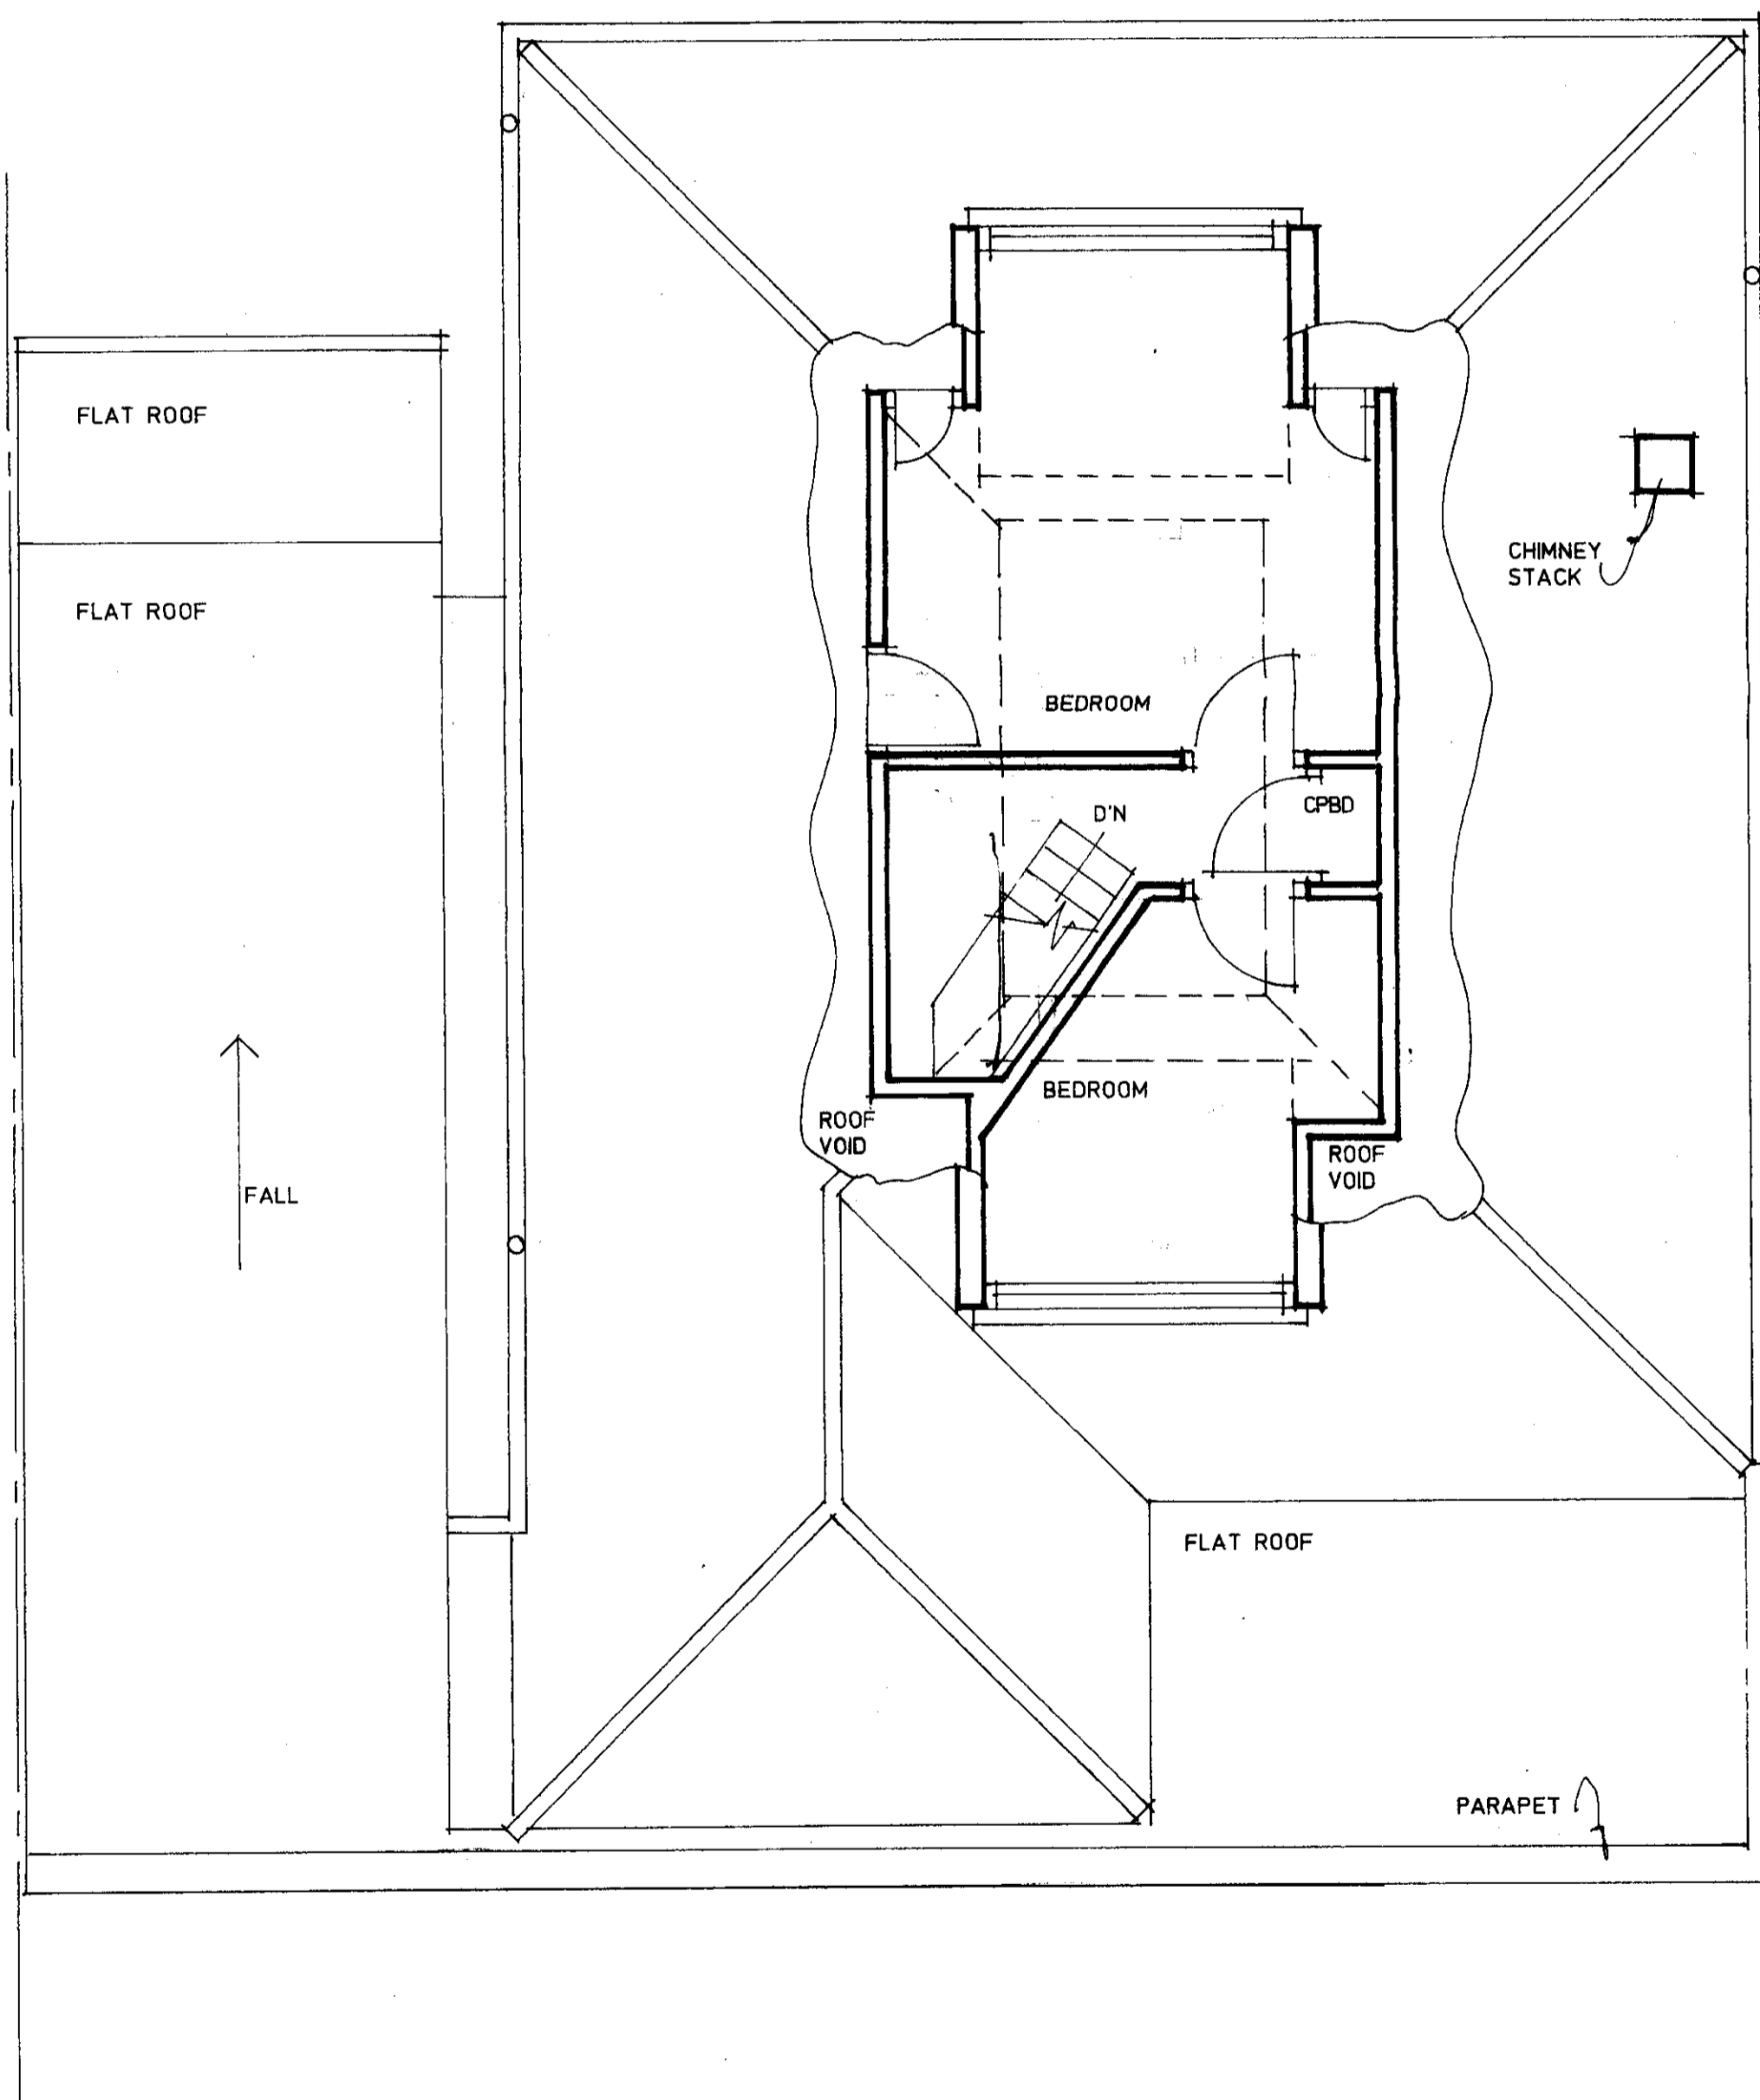 FLAT ROOF
CHIMNEY
STACK
FLAT ROOF
BEDROOM
CPBD
D'N
BEDROOM
ROOF
VOID
ROOF
VOID
FALL
FLAT ROOF
PARAPET